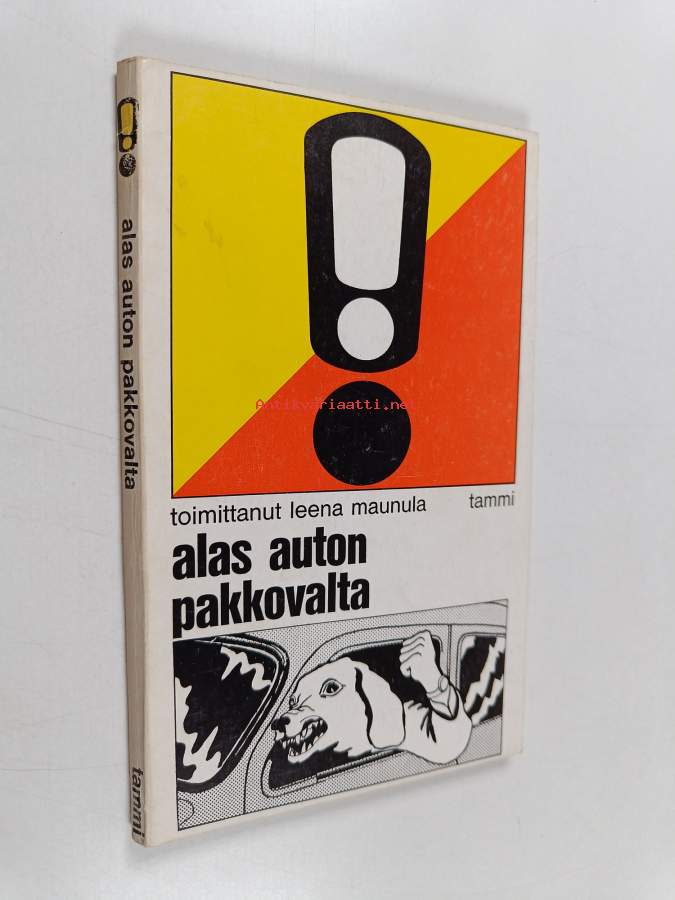 !
alas auton pakkovalta
tammi
!
Antikvariaatti.net
toimittanut leena maunula tammi
alas auton
pakkovalta